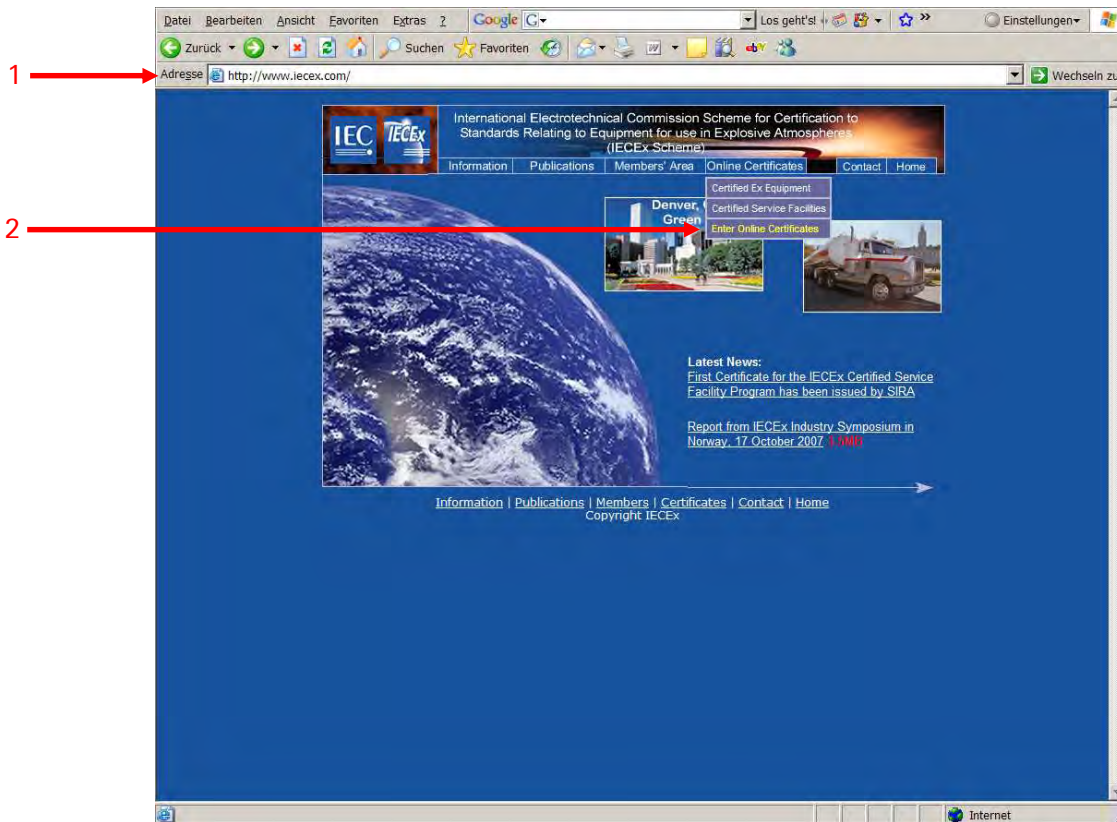 Datei Bearbeiten Ansicht Favoriten Extras ? Google G Los geht's! Einstellungen
Zurück Suchen Favoriten
1
Adresse http://www.iecex.com/ Wechseln zu
IEC IECEx
International Electrotechnical Commission Scheme for Certification to
Standards Relating to Equipment for use in Explosive Atmospheres
(IECEx Scheme)
Information Publications Members' Area Online Certificates Contact Home
Certified Ex Equipment
Certified Service Facilities
Enter Online Certificates
2
Denver,
Green
Latest News:
First Certificate for the IECEx Certified Service
Facility Program has been issued by SIRA
Report from IECEx Industry Symposium in
Norway, 17 October 2007 3.5MB
Information | Publications | Members | Certificates | Contact | Home
Copyright IECEx
Internet